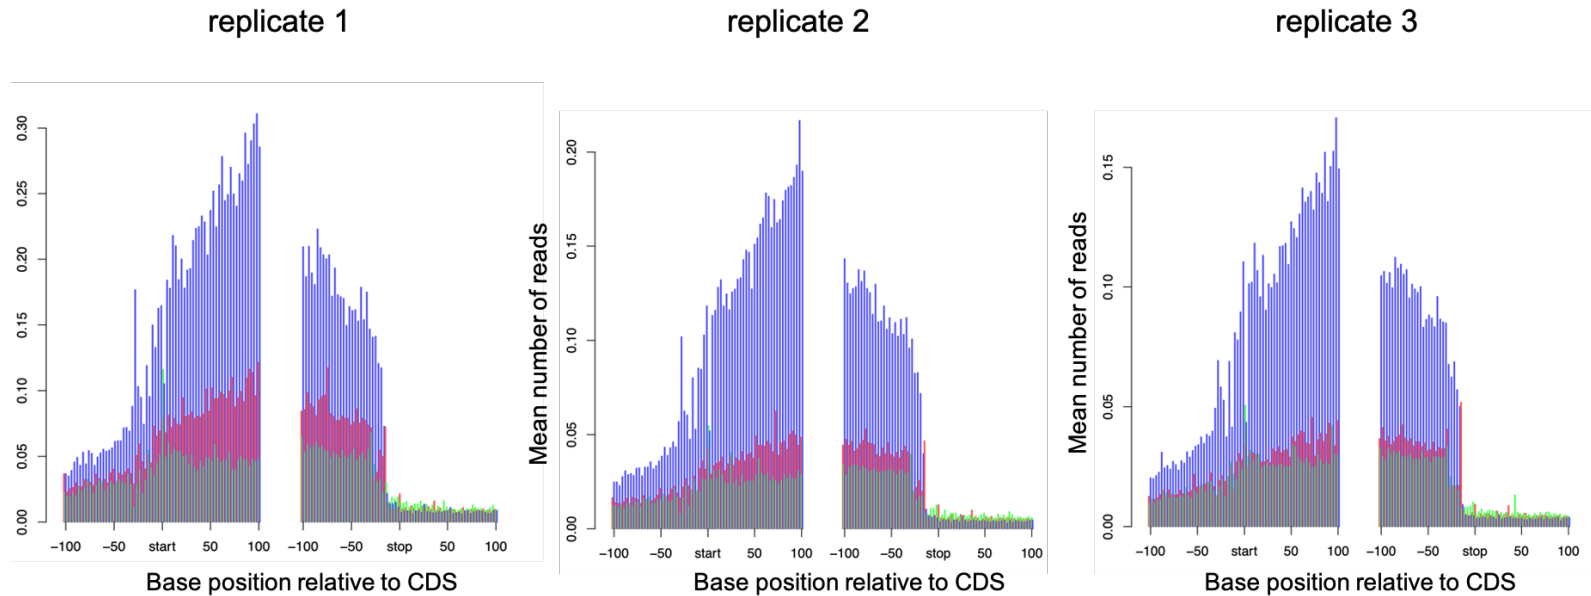 replicate 1
replicate 2
replicate 3
0.00
0.05
0.10
0.15
0.20
0.25
0.30
−100
−50
start
50
100
−100
−50
stop
50
100
Base position relative to CDS
Mean number of reads
0.00
0.05
0.10
0.15
0.20
−100
−50
start
50
100
−100
−50
stop
50
100
Base position relative to CDS
Mean number of reads
0.00
0.05
0.10
0.15
−100
−50
start
50
100
−100
−50
stop
50
100
Base position relative to CDS